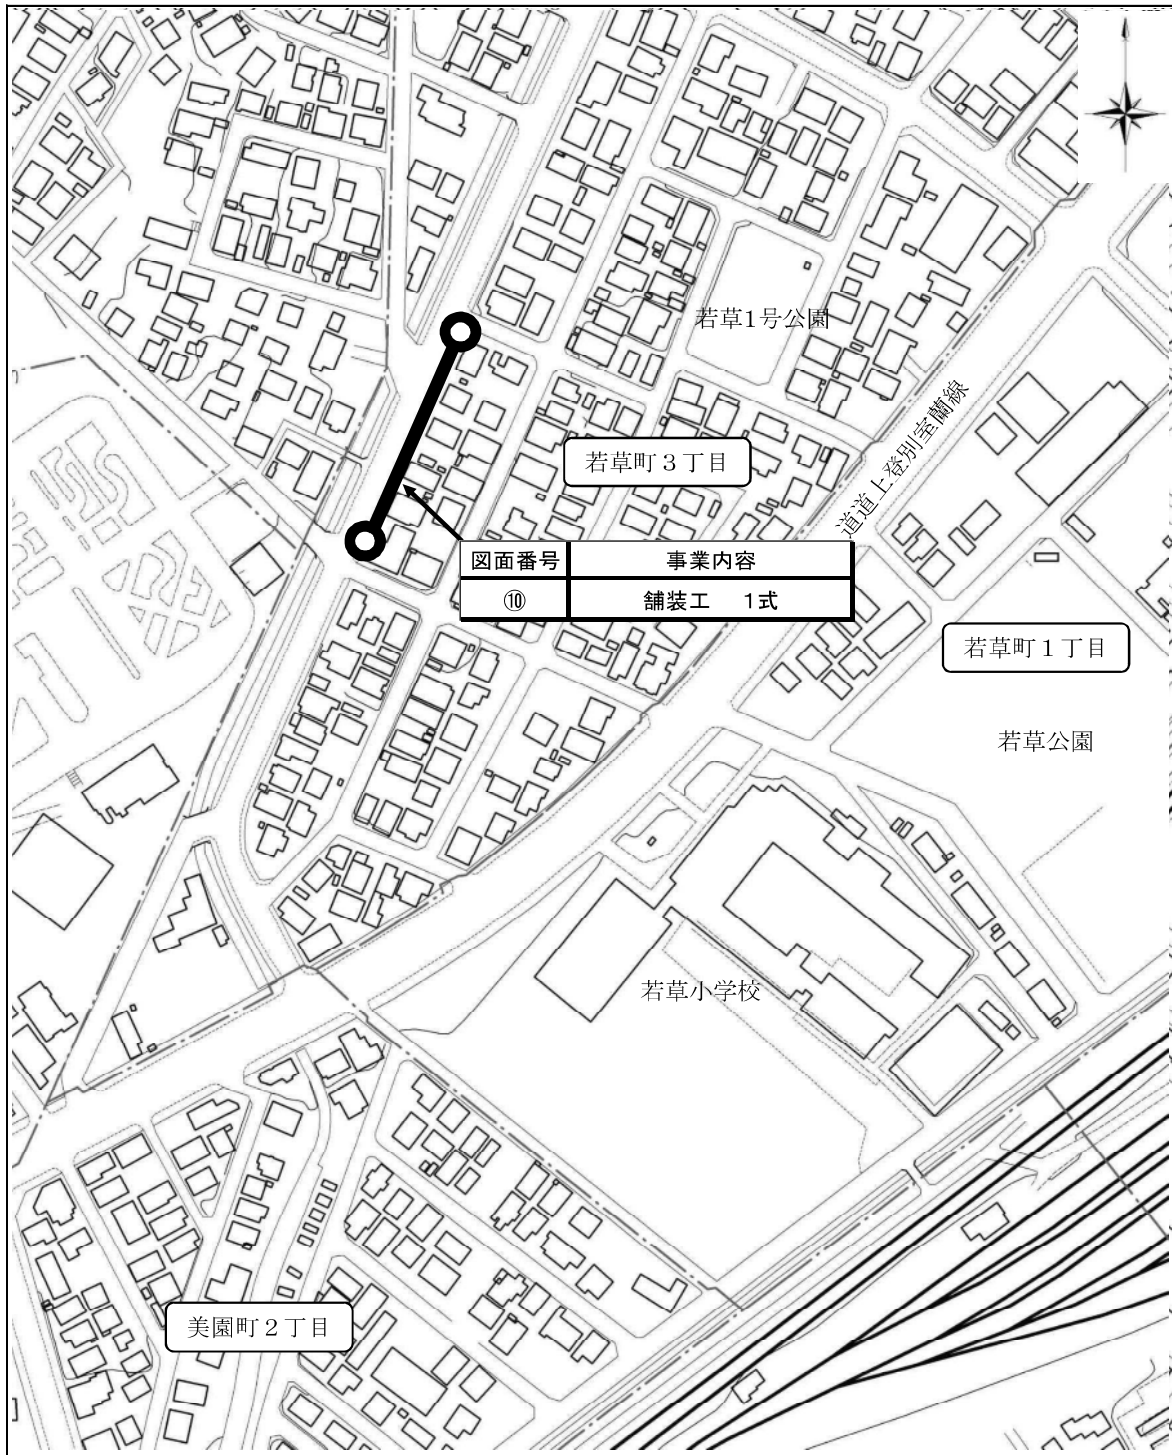 若草1号公園
道道上登別室蘭線
若草町３丁目
図面番号 事業内容
⑩ 舗装工 1式
若草町１丁目
若草公園
若草小学校
美園町２丁目